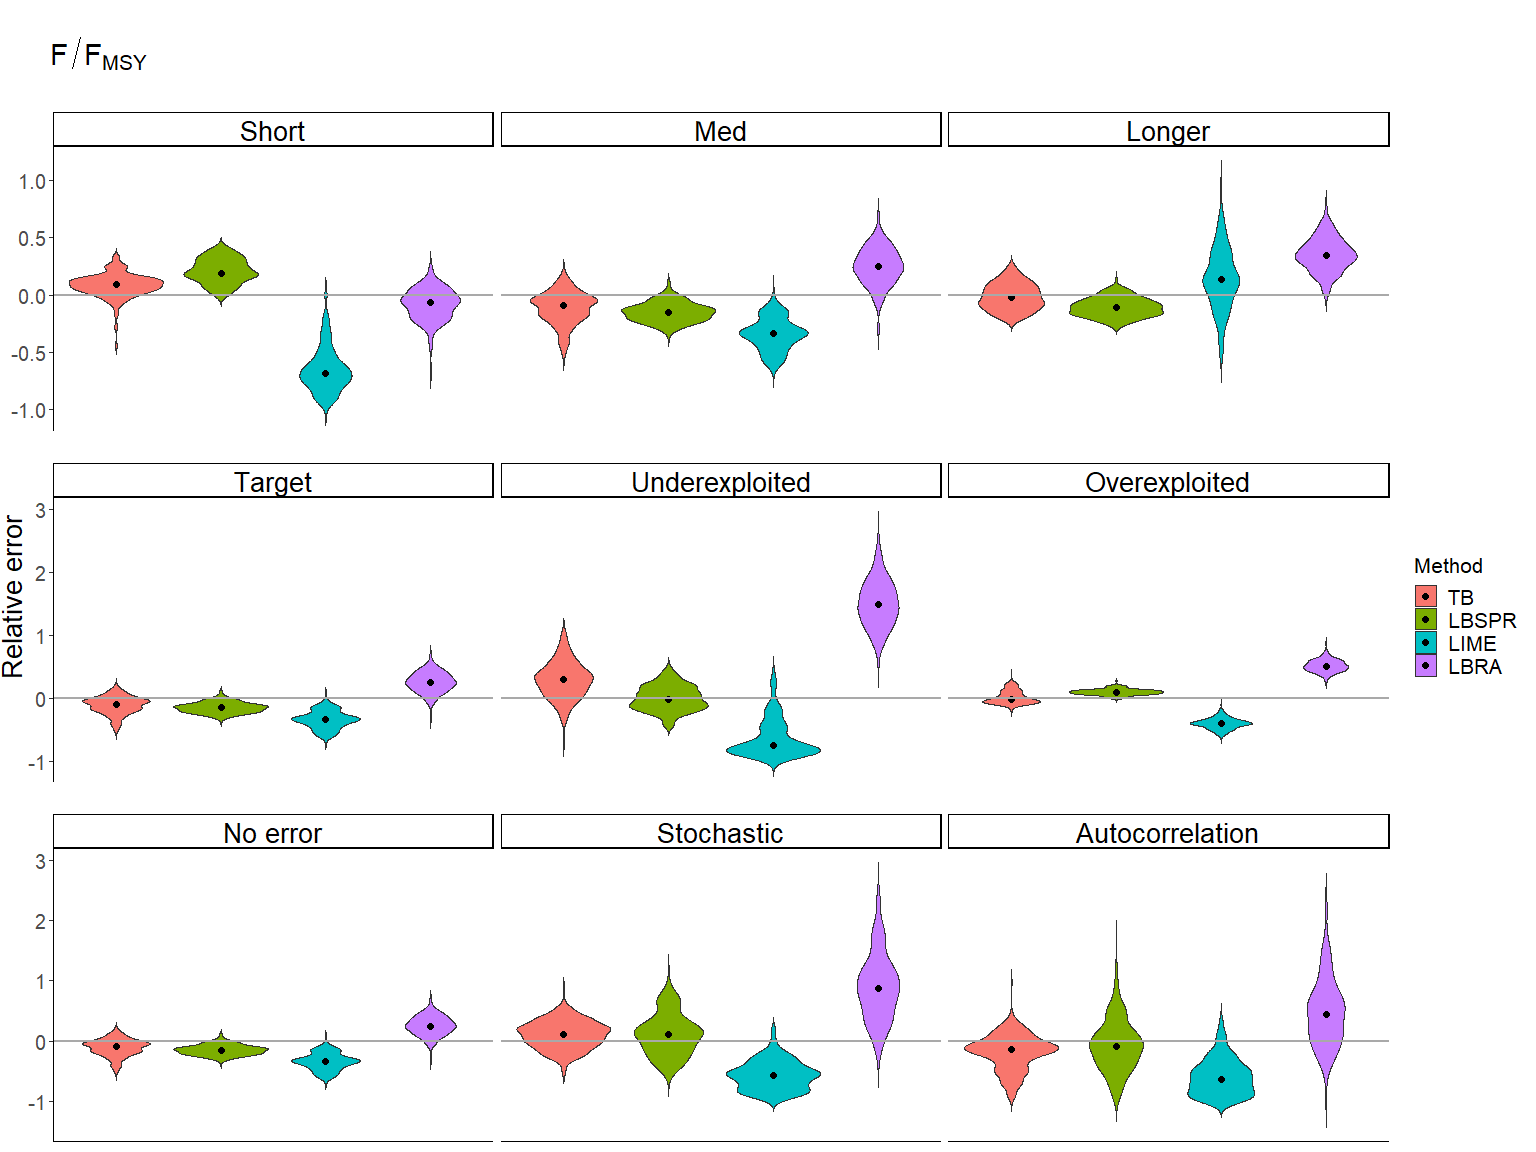 F/FMSY
Short Med Longer
1.0
0.5
0.0
-0.5
-1.0
Target Underexploited Overexploited
3
2
1
0
-1
Relative error
No error Stochastic Autocorrelation
3
2
1
0
-1
Method
TB
LBSPR
LIME
LBRA